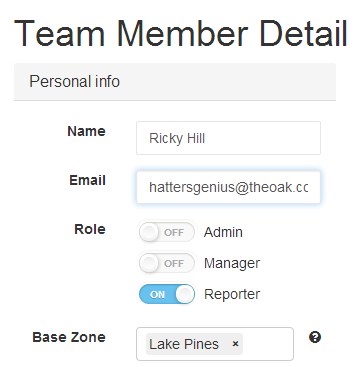 Team Member Detail
Personal info
Name Ricky Hill
Email hattersgenius@theoak.cc
Role OFF Admin
OFF Manager
ON Reporter
Base Zone Lake Pines ×